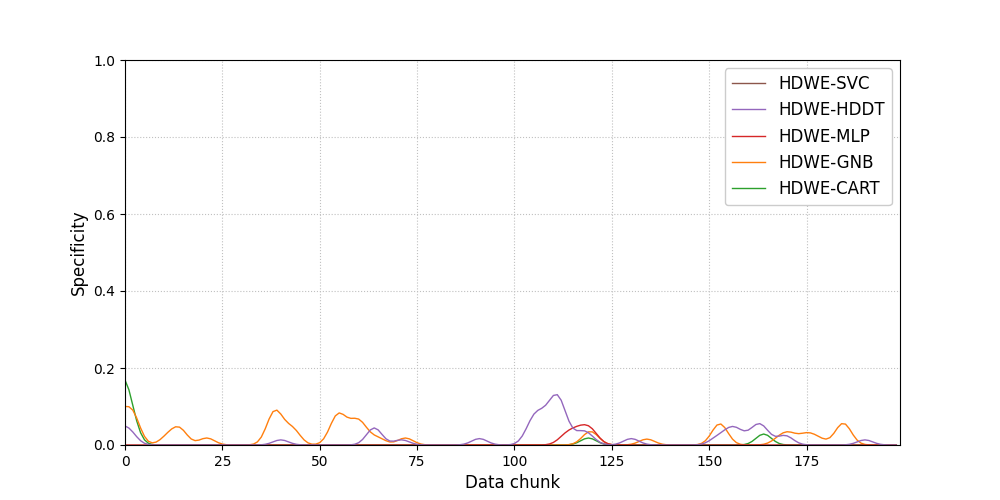 1.0
0.8
0.6
0.4
0.2
0.0
Specificity
0
25
50
75
100
125
150
175
Data chunk
HDWE-SVC
HDWE-HDDT
HDWE-MLP
HDWE-GNB
HDWE-CART